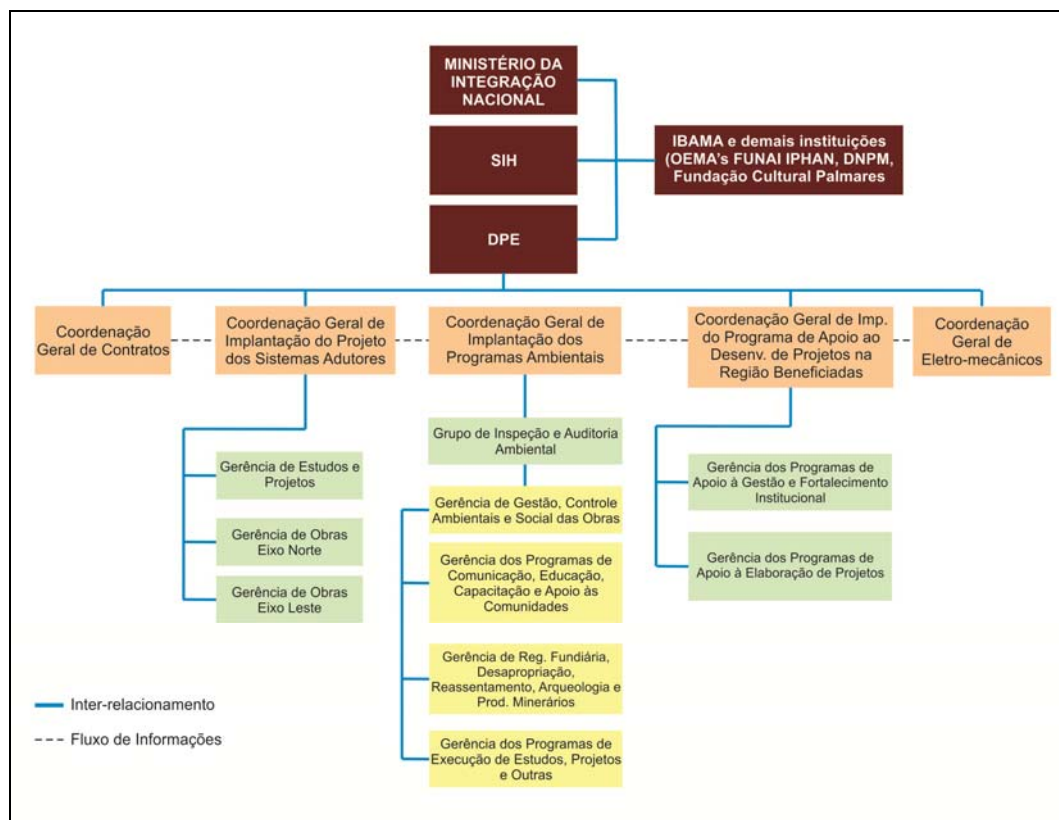 MINISTÉRIO DA
INTEGRAÇÃO
NACIONAL
SIH
IBAMA e demais instituições
(OEMA's FUNAI IPHAN, DNPM,
Fundação Cultural Palmares
DPE
Coordenação
Geral de Contratos
Coordenação Geral de
Implantação do Projeto
dos Sistemas Adutores
Coordenação Geral de
Implantação dos
Programas Ambientais
Coordenação Geral de Imp.
do Programa de Apoio ao
Desenv. de Projetos na
Região Beneficiadas
Coordenação
Geral de
Eletro-mecânicos
Gerência de Estudos e
Projetos
Gerência de Obras
Eixo Norte
Gerência de Obras
Eixo Leste
Grupo de Inspeção e Auditoria
Ambiental
Gerência de Gestão, Controle
Ambientais e Social das Obras
Gerência dos Programas de
Comunicação, Educação,
Capacitação e Apoio às
Comunidades
Gerência de Reg. Fundiária,
Desapropriação,
Reassentamento, Arqueologia e
Prod. Minerários
Gerência dos Programas de
Execução de Estudos, Projetos
e Outras
Gerência dos Programas de
Apoio à Gestão e Fortalecimento
Institucional
Gerência dos Programas de
Apoio à Elaboração de Projetos
Inter-relacionamento
Fluxo de Informações